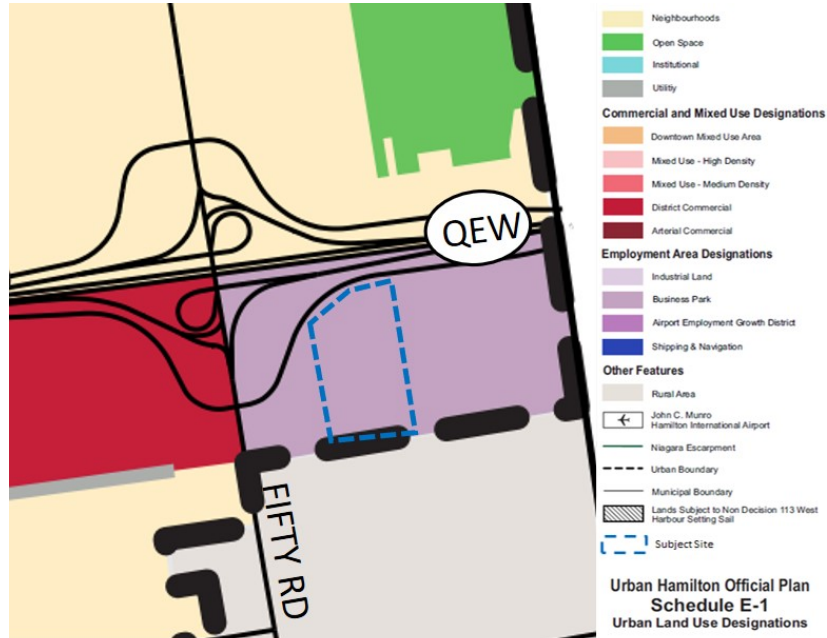 QEW
FIFTY RD
Neighbourhoods
Open Space
Institutional
Utilitiy
Commercial and Mixed Use Designations
Downtown Mixed Use Area
Mixed Use - High Density
Mixed Use - Medium Density
District Commercial
Arterial Commercial
Employment Area Designations
Industrial Land
Business Park
Airport Employment Growth District
Shipping & Navigation
Other Features
Rural Area
John C. Munro
Hamilton International Airport
Niagara Escarpment
Urban Boundary
Municipal Boundary
Lands Subject to Non Decision 113 West
Harbour Setting Sail
Subject Site
Urban Hamilton Official Plan
Schedule E-1
Urban Land Use Designations